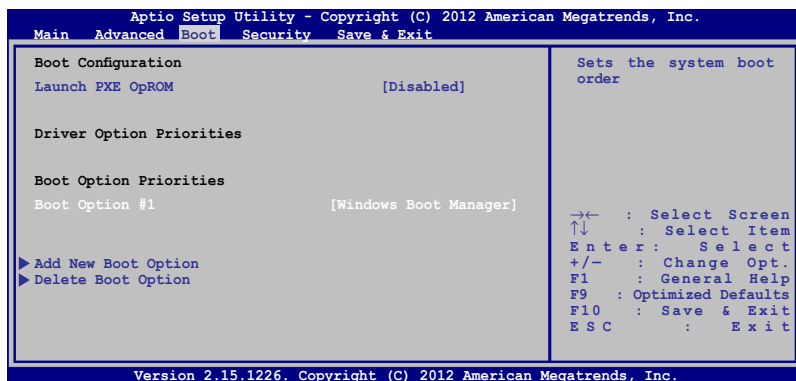 Aptio Setup Utility - Copyright (C) 2012 American Megatrends, Inc.
Main Advanced Boot Security Save & Exit
Boot Configuration
Launch PXE OpROM [Disabled]
Driver Option Priorities
Boot Option Priorities
Boot Option #1 [Windows Boot Manager]
Add New Boot Option
Delete Boot Option
Sets the system boot
order
→← : Select Screen
↑↓ : Select Item
Enter: Select
+/— : Change Opt.
F1 : General Help
F9 : Optimized Defaults
F10 : Save & Exit
ESC : Exit
Version 2.15.1226. Copyright (C) 2012 American Megatrends, Inc.